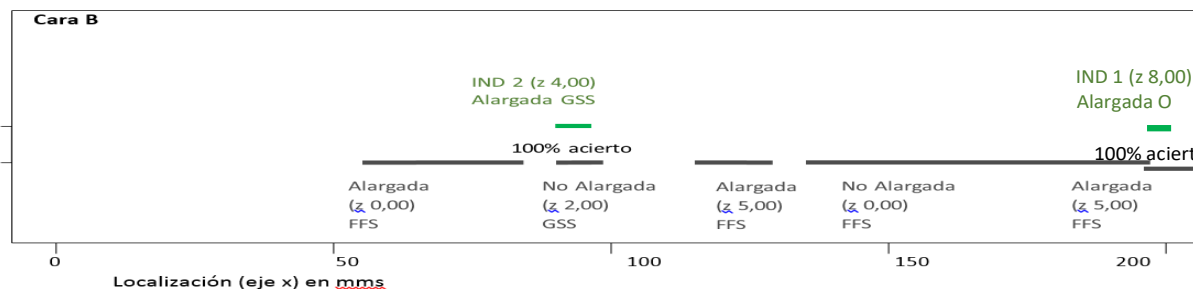 Cara B
IND 2 (z 4,00)
Alargada GSS
IND 1 (z 8,00)
Alargada O
100% acierto
100% aciert
Alargada
(z 0,00)
FFS
No Alargada
(z 2,00)
GSS
Alargada
(z 5,00)
FFS
No Alargada
(z 0,00)
FFS
Alargada
(z 5,00)
FFS
0 50 100 150 200
Localización (eje x) en mms